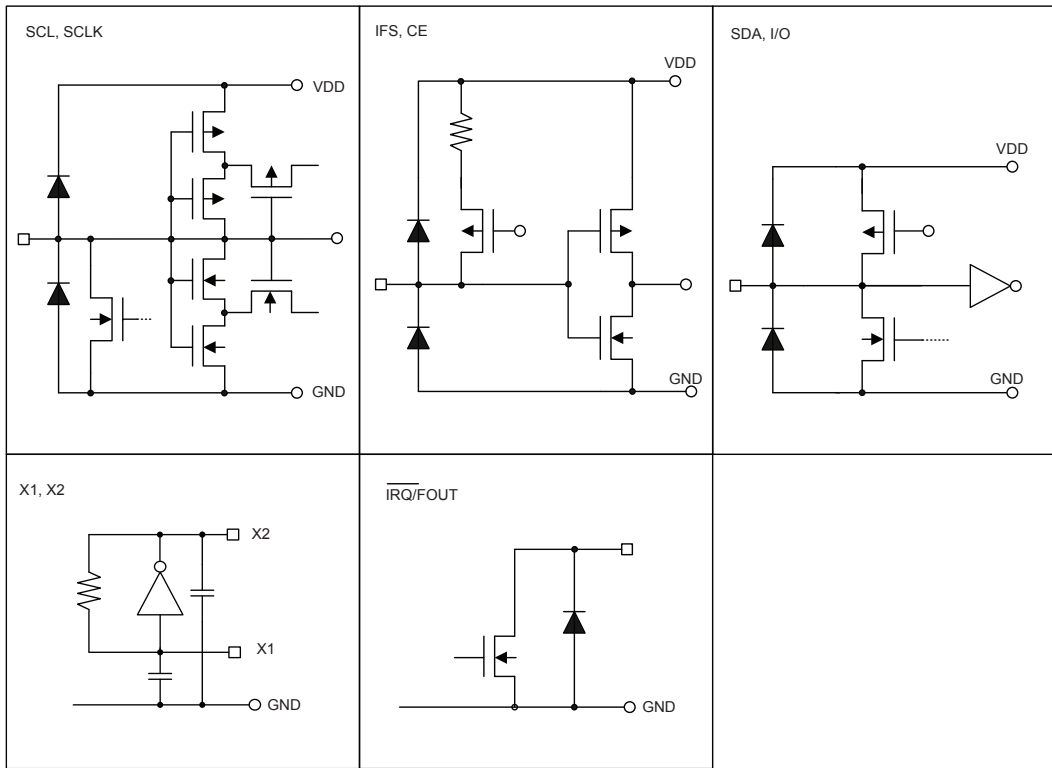 SCL, SCLK
VDD
GND
IFS, CE
VDD
GND
SDA, I/O
VDD
GND
X1, X2
X2
X1
GND
IRQ/FOUT
GND